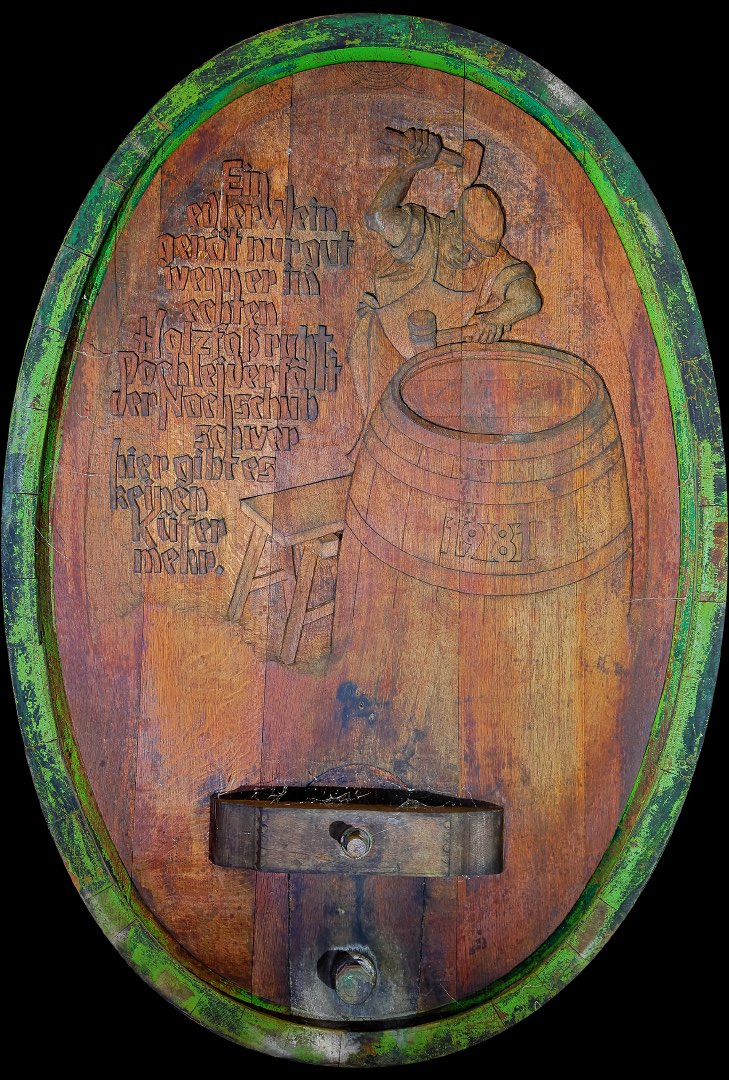 Ein
edler Wein
gerät nur gut
wenn er im
echten
Holzfaß ruht.
Doch leider fällt
der Nachschub
schwer
hier gibt es
keinen
Küfer
mehr.
1981